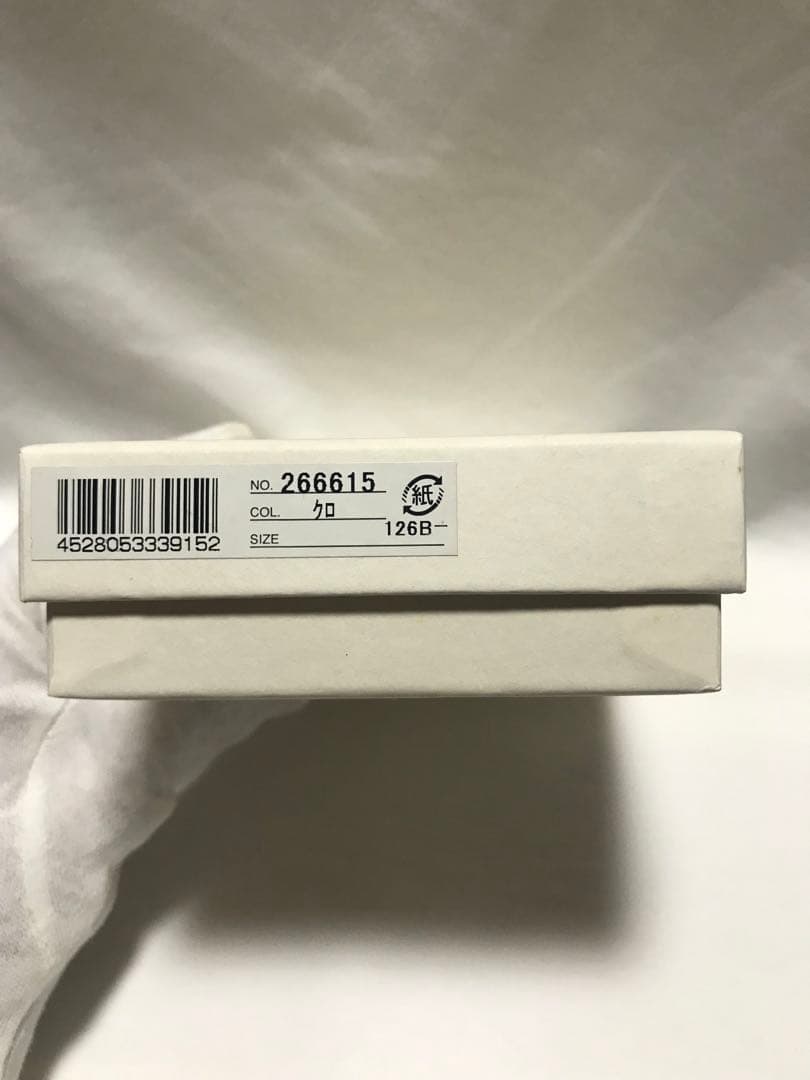 NO. 266615
COL. ｸﾛ
SIZE 126B-
紙
4528053339152